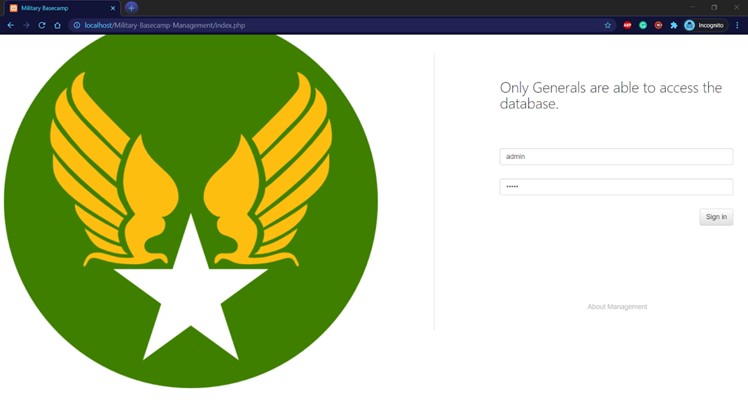 Military Basecamp
localhost/Military-Basecamp-Management/index.php
ABP
Incognito
Only Generals are able to access the
database.
admin
•••••
Sign in
About Management